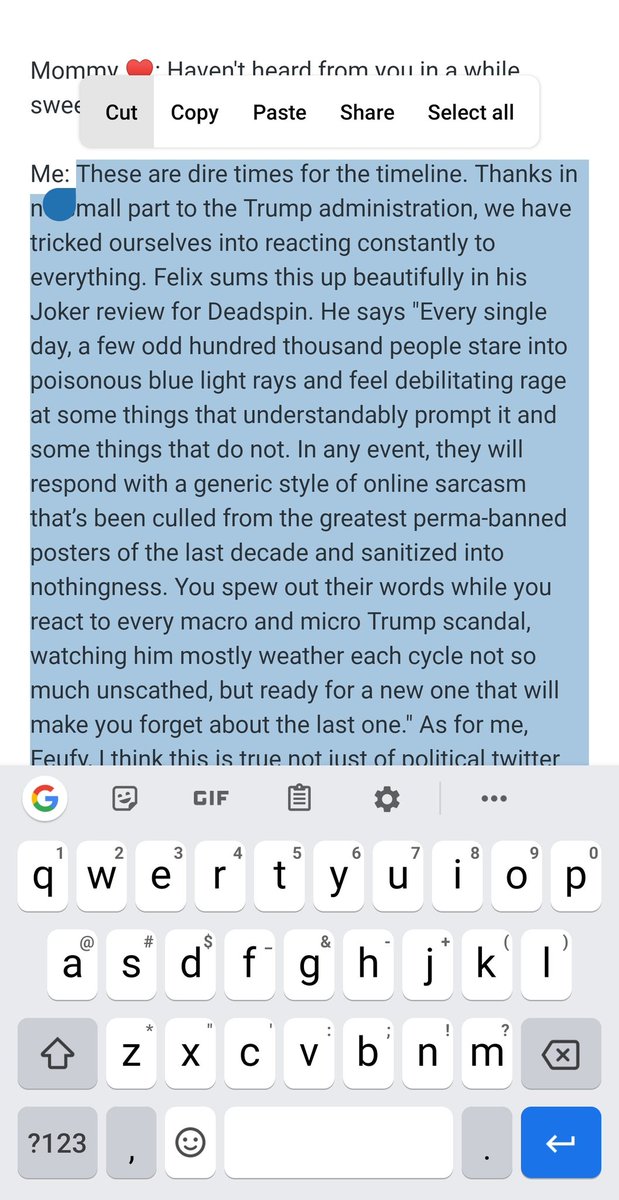 Mommy ❤️: Haven't heard from you in a while
Cut Copy Paste Share Select all
Me: These are dire times for the timeline. Thanks in
mall part to the Trump administration, we have
tricked ourselves into reacting constantly to
everything. Felix sums this up beautifully in his
Joker review for Deadspin. He says "Every single
day, a few odd hundred thousand people stare into
poisonous blue light rays and feel debilitating rage
at some things that understandably prompt it and
some things that do not. In any event, they will
respond with a generic style of online sarcasm
that’s been culled from the greatest perma-banned
posters of the last decade and sanitized into
nothingness. You spew out their words while you
react to every macro and micro Trump scandal,
watching him mostly weather each cycle not so
much unscathed, but ready for a new one that will
make you forget about the last one." As for me,
Feufy, I think this is true not just of political twitter
G GIF
1 2 3 4 5 6 7 8 9 0
q w e r t y u i o p
@ # $ _ & - + ( )
a s d f g h j k l
* " ' : ; ! ?
z x c v b n m
?123 , .